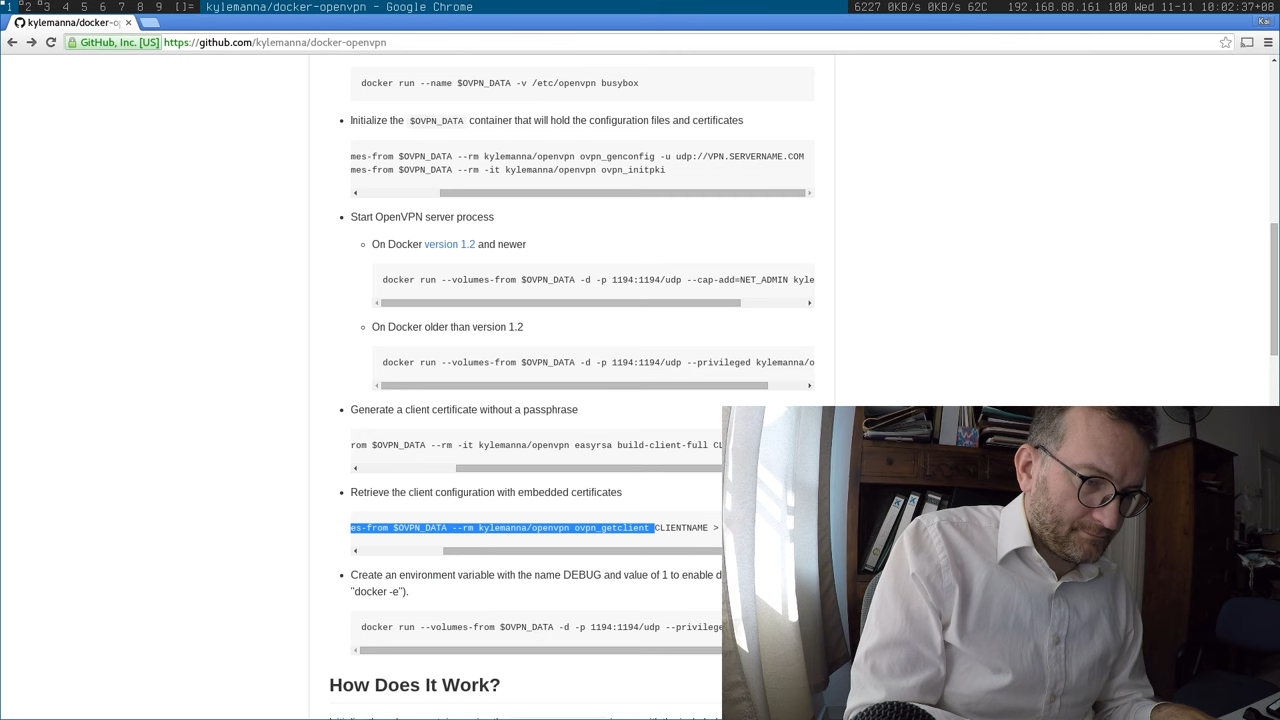 1 2 3 4 5 6 7 8 9 []= kylemanna/docker-openvpn - Google Chrome 6227 0KB/s 0KB/s 62C 192.168.88.161 100 Wed 11-11 10:02:37+08
kylemanna/docker-op Kai
GitHub, Inc. [US] https://github.com/kylemanna/docker-openvpn
docker run --name $OVPN_DATA -v /etc/openvpn busybox
• Initialize the $OVPN_DATA container that will hold the configuration files and certificates
mes-from $OVPN_DATA --rm kylemanna/openvpn ovpn_genconfig -u udp://VPN.SERVERNAME.COM
mes-from $OVPN_DATA --rm -it kylemanna/openvpn ovpn_initpki
• Start OpenVPN server process
◦ On Docker version 1.2 and newer
docker run --volumes-from $OVPN_DATA -d -p 1194:1194/udp --cap-add=NET_ADMIN kyle
◦ On Docker older than version 1.2
docker run --volumes-from $OVPN_DATA -d -p 1194:1194/udp --privileged kylemanna/o
• Generate a client certificate without a passphrase
rom $OVPN_DATA --rm -it kylemanna/openvpn easyrsa build-client-full CL
• Retrieve the client configuration with embedded certificates
es-from $OVPN_DATA --rm kylemanna/openvpn ovpn_getclient CLIENTNAME >
• Create an environment variable with the name DEBUG and value of 1 to enable d
"docker -e").
docker run --volumes-from $OVPN_DATA -d -p 1194:1194/udp --privilege
How Does It Work?